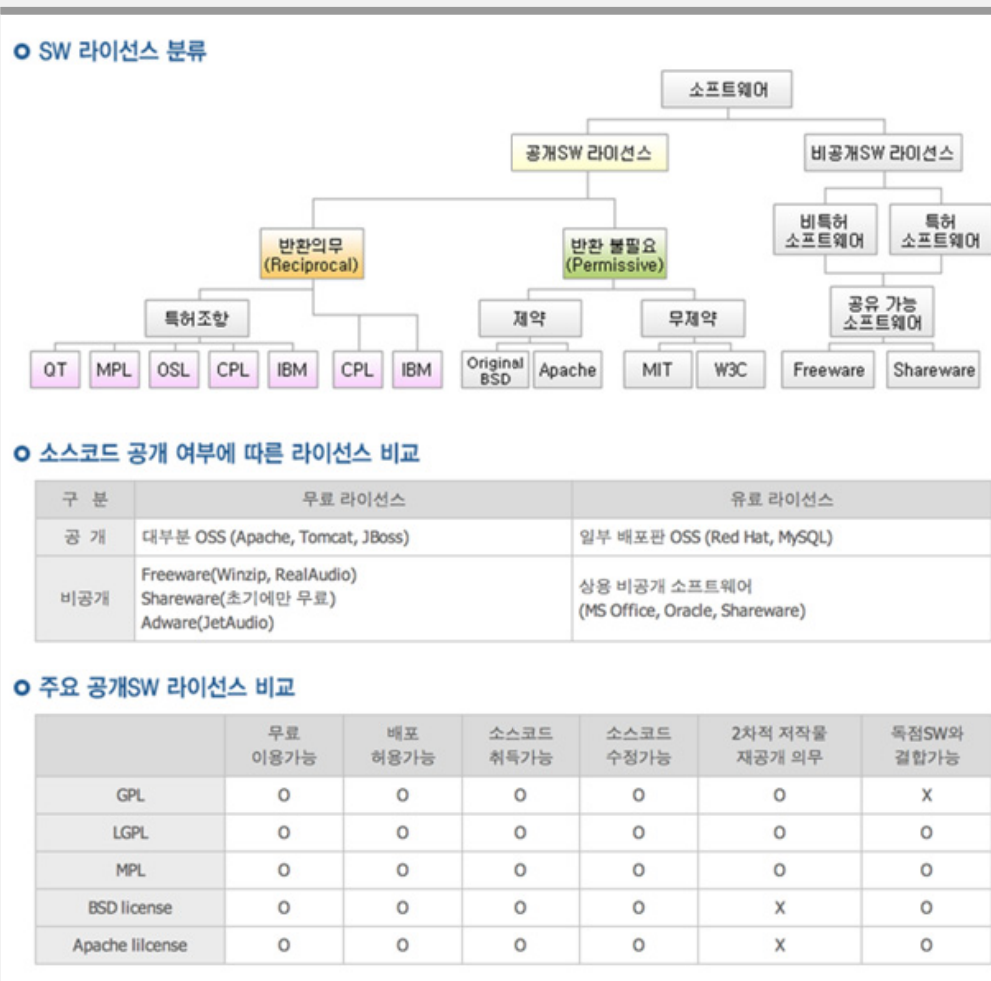 SW 라이선스 분류
소프트웨어
공개SW 라이선스
비공개SW 라이선스
반환의무
(Reciprocal)
반환 불필요
(Permissive)
비특허
소프트웨어
특허
소프트웨어
특허조항
제약
무제약
공유 가능
소프트웨어
QT
MPL
OSL
CPL
IBM
CPL
IBM
Original
BSD
Apache
MIT
W3C
Freeware
Shareware
소스코드 공개 여부에 따른 라이선스 비교
구 분 무료 라이선스 유료 라이선스
공 개 대부분 OSS (Apache, Tomcat, JBoss) 일부 배포판 OSS (Red Hat, MySQL)
비공개
Freeware(Winzip, RealAudio)
Shareware(초기에만 무료)
Adware(JetAudio)
상용 비공개 소프트웨어
(MS Office, Oracle, Shareware)
주요 공개SW 라이선스 비교
무료
이용가능
배포
허용가능
소스코드
취득가능
소스코드
수정가능
2차적 저작물
재공개 의무
독점SW와
결합가능
GPL O O O O O X
LGPL O O O O O O
MPL O O O O O O
BSD license O O O O X O
Apache lilcense O O O O X O